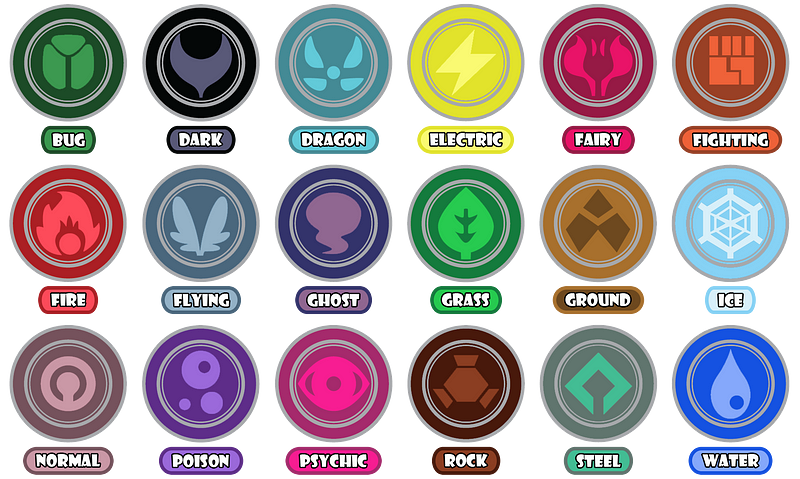 BUG DARK DRAGON ELECTRIC FAIRY FIGHTING
FIRE FLYING GHOST GRASS GROUND ICE
NORMAL POISON PSYCHIC ROCK STEEL WATER